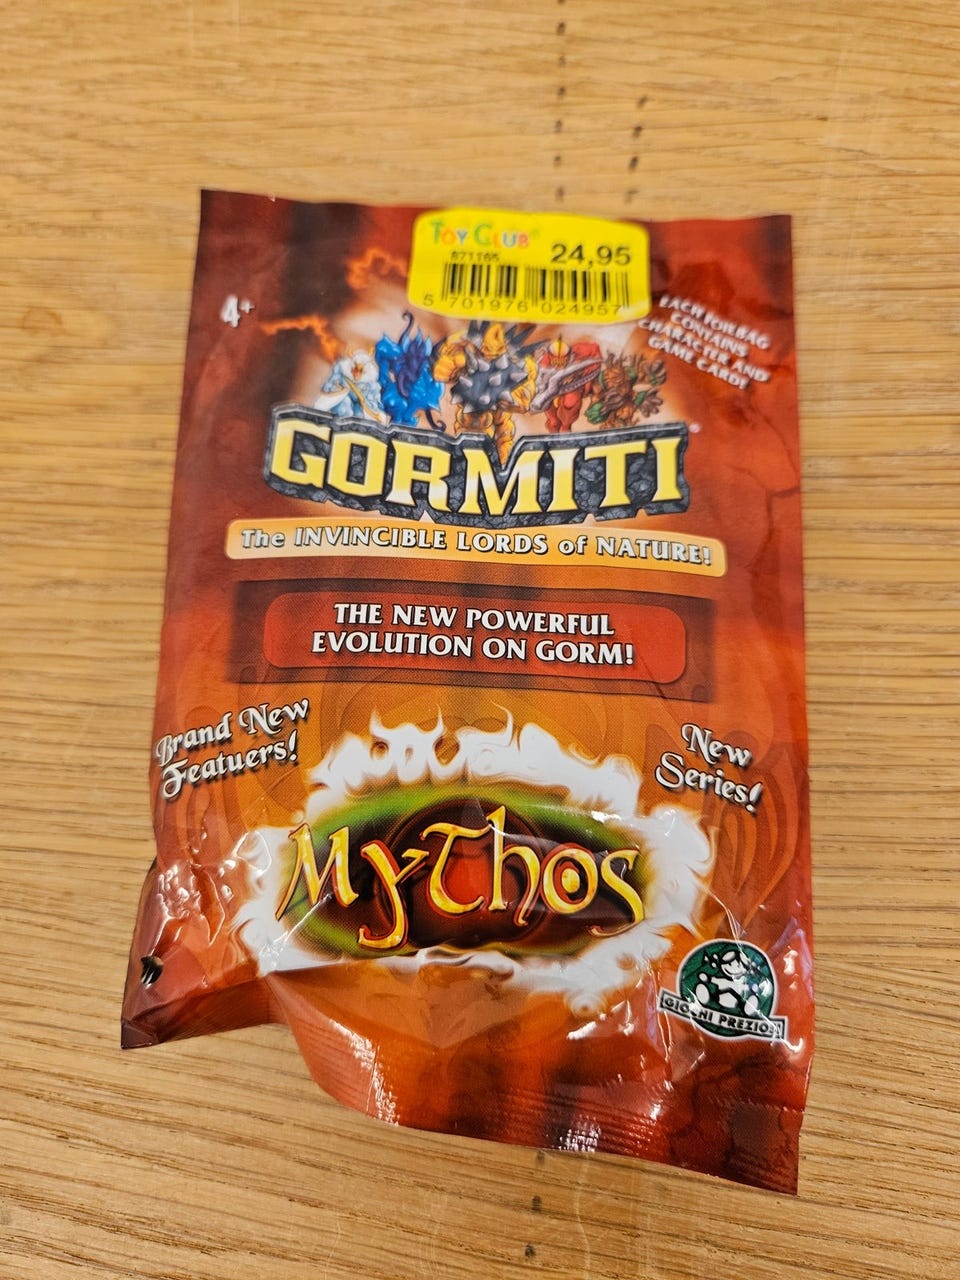 TOY CLUB
871165
24,95
5 701976 024957
4+
EACH FOILBAG
CONTAINS
CHARACTER AND
GAME CARD!
GORMITI
The INVINCIBLE LORDS of NATURE!
THE NEW POWERFUL
EVOLUTION ON GORM!
Brand New
Featuers!
New
Series!
Mythos
GIOCHI PREZIOSI